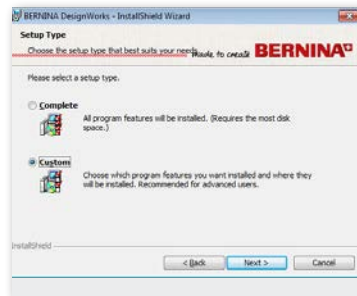 BERNINA DesignWorks - InstallShield Wizard
Setup Type
Choose the setup type that best suits your needs.
made to create BERNINA
Please select a setup type.
Complete
All program features will be installed. (Requires the most disk
space.)
Custom
Choose which program features you want installed and where they
will be installed. Recommended for advanced users.
InstallShield
< Back
Next >
Cancel